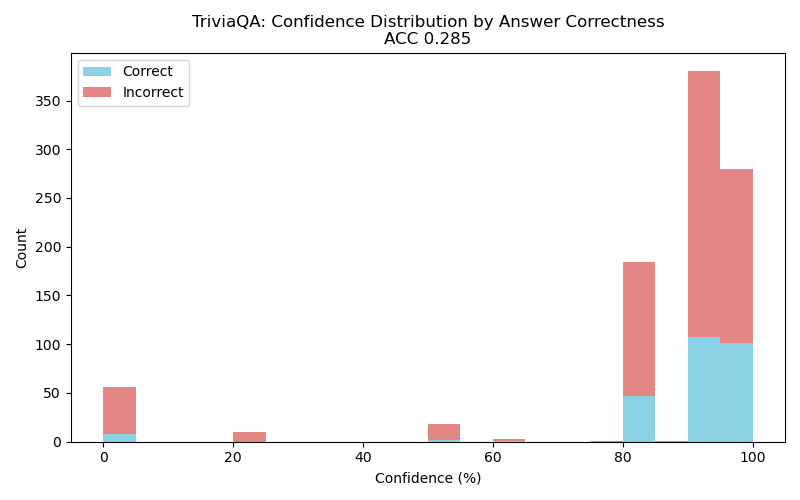 TriviaQA: Confidence Distribution by Answer Correctness
ACC 0.285
Correct
Incorrect
350
300
250
200
150
100
50
0
Count
0 20 40 60 80 100
Confidence (%)